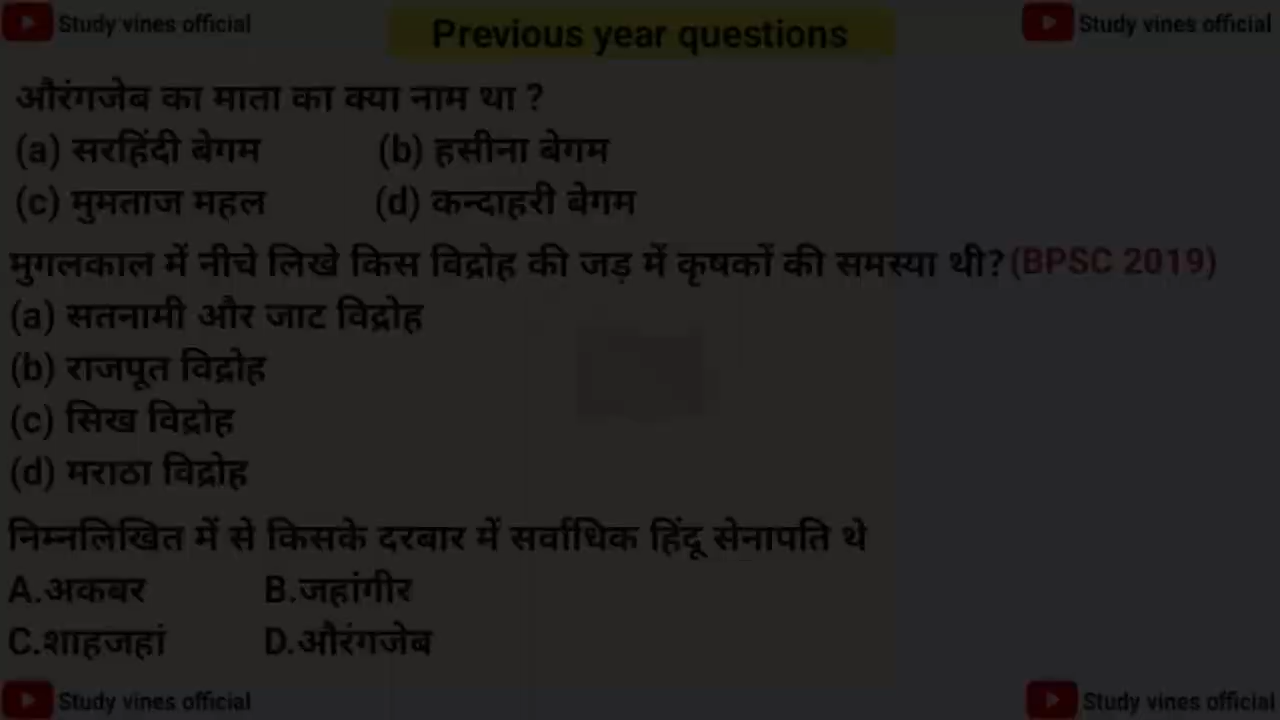 Study vines official Previous year questions Study vines official
औरंगजेब का माता का क्या नाम था ?
(a) सरहिंदी बेगम (b) हसीना बेगम
(c) मुमताज महल (d) कन्दाहरी बेगम
मुगलकाल में नीचे लिखे किस विद्रोह की जड़ में कृषकों की समस्या थी? (BPSC 2019)
(a) सतनामी और जाट विद्रोह
(b) राजपूत विद्रोह
(c) सिख विद्रोह
(d) मराठा विद्रोह
निम्नलिखित में से किसके दरबार में सर्वाधिक हिंदू सेनापति थे
A.अकबर B.जहांगीर
C.शाहजहां D.औरंगजेब
Study vines official Study vines official